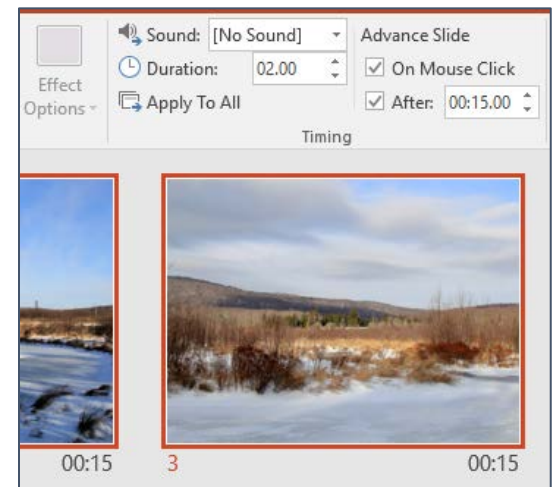 Sound: [No Sound]
Duration: 02.00
Apply To All
Effect
Options
Advance Slide
On Mouse Click
After: 00:15.00
Timing
00:15
3 00:15